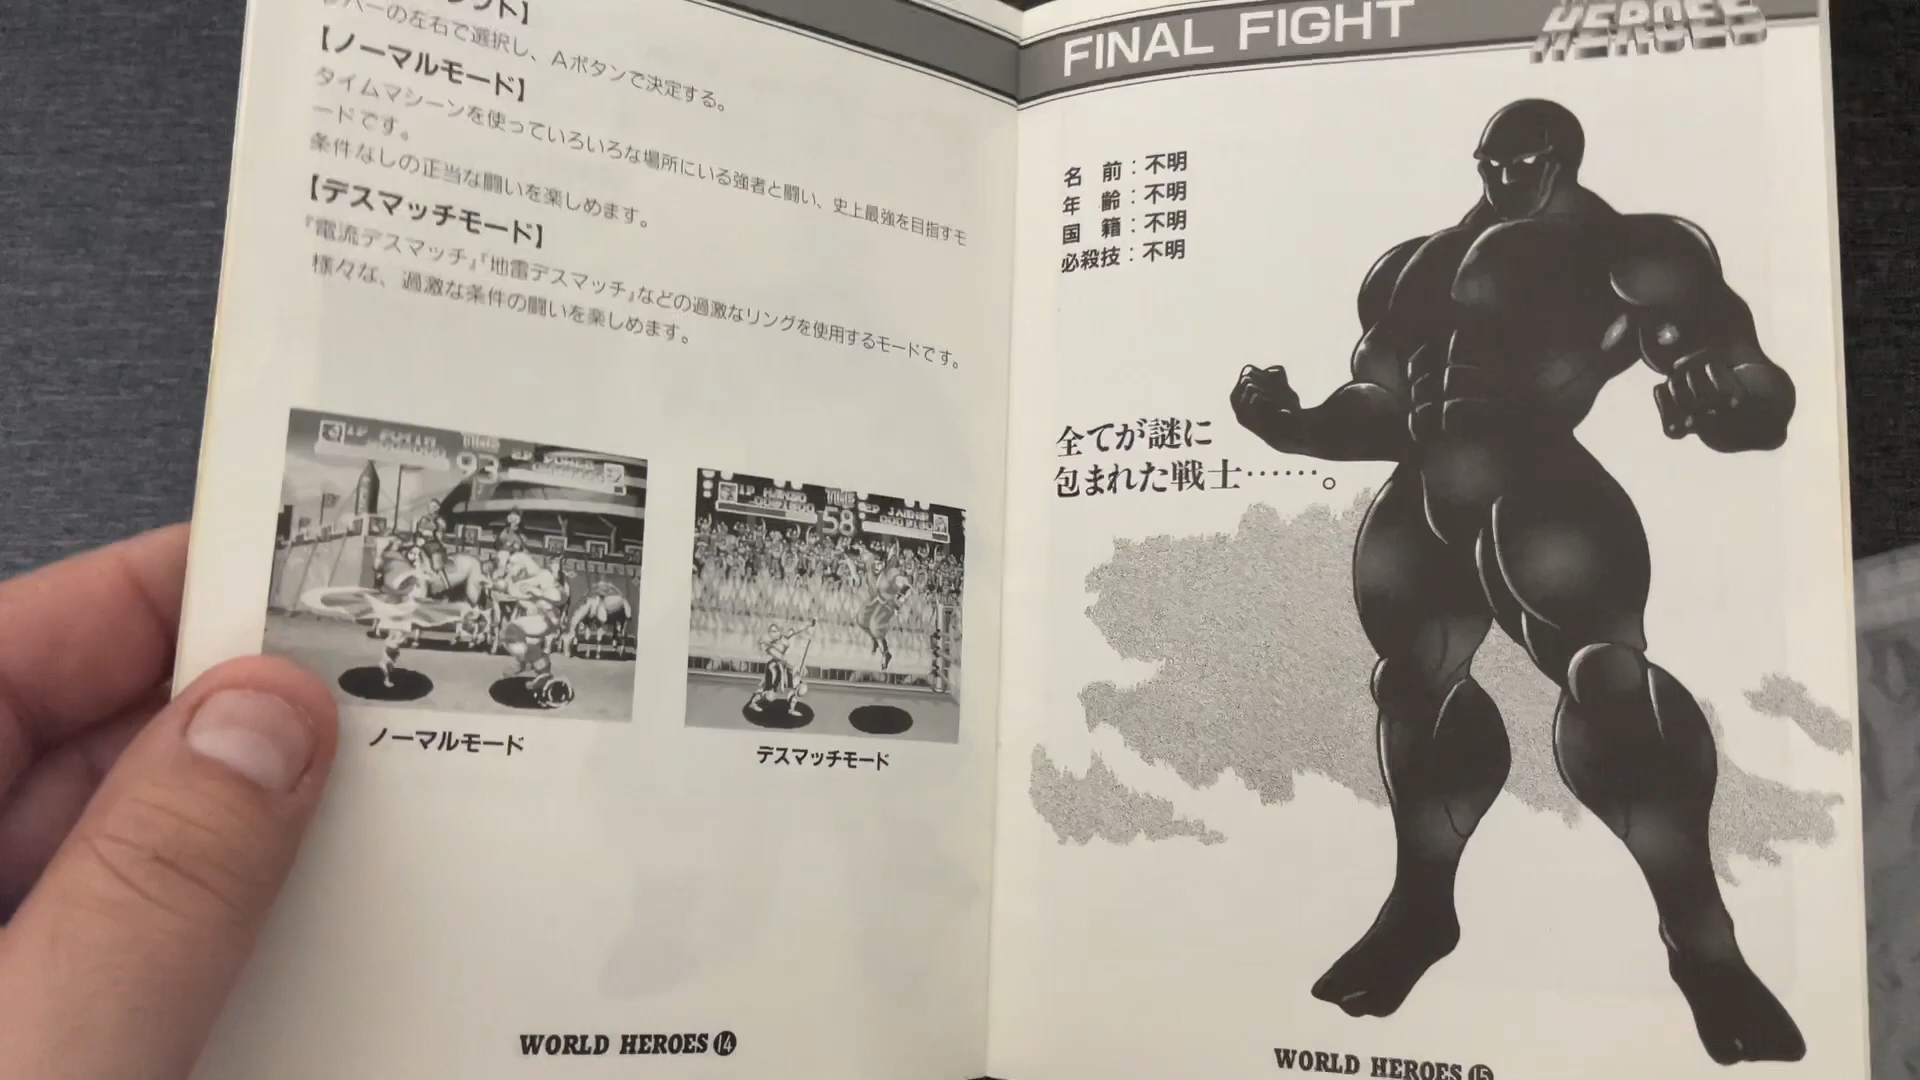 レバーの左右で選択し、Aボタンで決定する。
【ノーマルモード】
タイムマシーンを使っていろいろな場所にいる強者と闘い、史上最強を目指すモ
ードです。
条件なしの正当な闘いを楽しめます。
【デスマッチモード】
『電流デスマッチ』『地雷デスマッチ』などの過激なリングを使用するモードです。
様々な、過激な条件の闘いを楽しめます。
93
58
ノーマルモード
デスマッチモード
WORLD HEROES 14
FINAL FIGHT
HEROES
名 前：不明
年 齢：不明
国 籍：不明
必殺技：不明
全てが謎に
包まれた戦士……。
WORLD HEROES 15